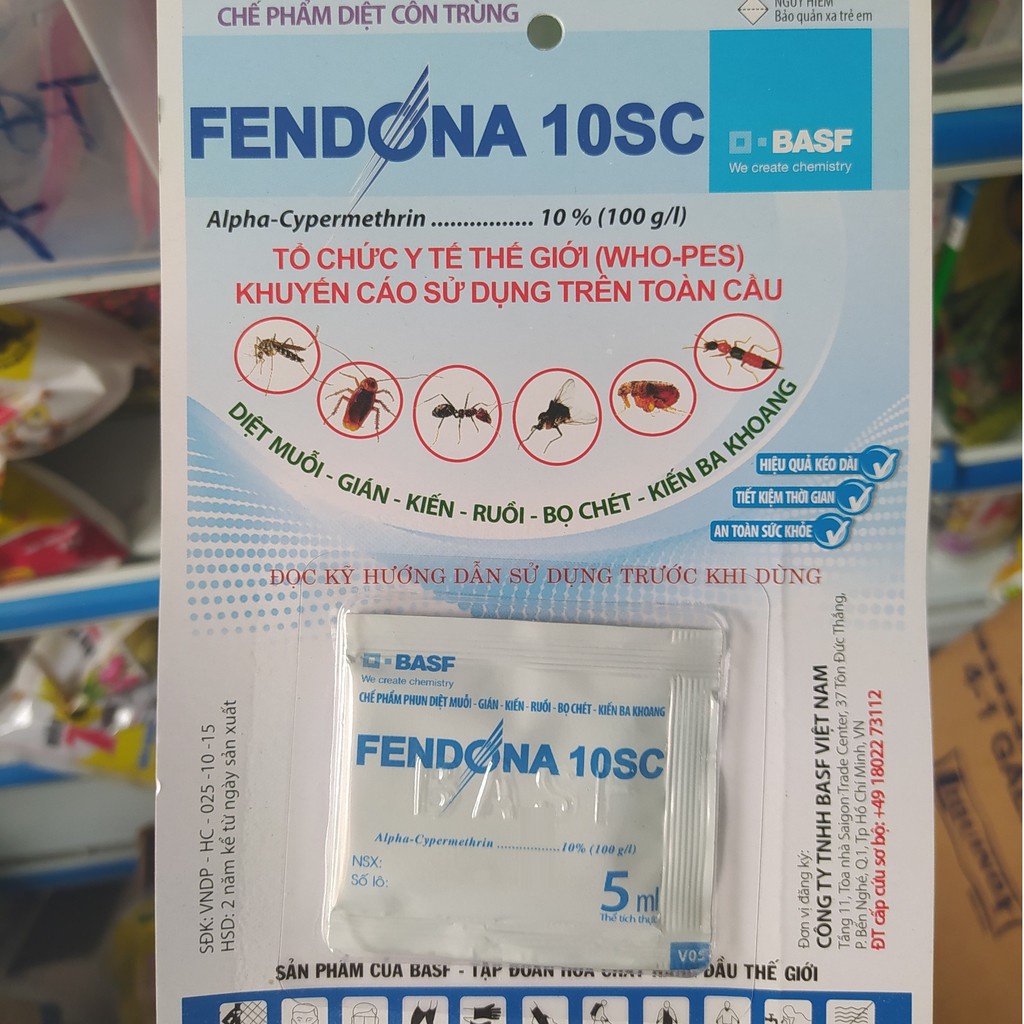 CHẾ PHẨM DIỆT CÔN TRÙNG
NGUY HIỂM
Bảo quản xa trẻ em
FENDONA 10SC
BASF
We create chemistry
Alpha-Cypermethrin ................ 10 % (100 g/l)
TỔ CHỨC Y TẾ THẾ GIỚI (WHO-PES)
KHUYẾN CÁO SỬ DỤNG TRÊN TOÀN CẦU
DIỆT MUỖI - GIÁN - KIẾN - RUỒI - BỌ CHÉT - KIẾN BA KHOANG
HIỆU QUẢ KÉO DÀI
TIẾT KIỆM THỜI GIAN
AN TOÀN SỨC KHỎE
ĐỌC KỸ HƯỚNG DẪN SỬ DỤNG TRƯỚC KHI DÙNG
BASF
We create chemistry
CHẾ PHẨM PHUN DIỆT MUỖI - GIÁN - KIẾN - RUỒI - BỌ CHÉT - KIẾN BA KHOANG
FENDONA 10SC
BASF
Alpha-Cypermethrin ..................10% (100 g/l)
NSX:
Số lô:
5 ml
Thể tích thực
V05
SĐK: VNDP - HC - 025 -10 -15
HSD: 2 năm kể từ ngày sản xuất
Đơn vị đăng ký:
CÔNG TY TNHH BASF VIỆT NAM
Tầng 11, Tòa nhà Saigon Trade Center, 37 Tôn Đức Thắng,
P. Bến Nghé, Q.1, Tp Hồ Chí Minh, VN
ĐT cấp cứu sơ bộ: +49 18022 73112
SẢN PHẨM CỦA BASF - TẬP ĐOÀN HÓA CHẤT HÀNG ĐẦU THẾ GIỚI